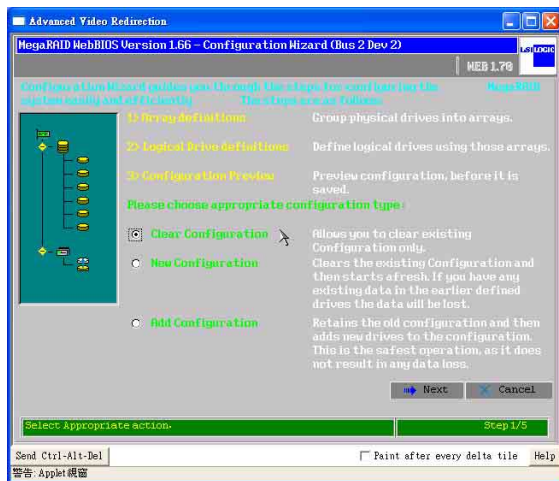 Advanced Video Redirection
MegaRAID WebBIOS Version 1.66 - Configuration Wizard (Bus 2 Dev 2)
LSI LOGIC
WEB 1.70
Configuration Wizard guides you through the steps for configuring the MegaRAID
system easily and efficiently The steps are as follows
1) Array definitions
Group physical drives into arrays.
2) Logical Drive definitions
Define logical drives using those arrays.
3) Configuration Preview
Preview configuration, before it is
saved.
Please choose appropriate configuration type:
Clear Configuration
Allows you to clear existing
Configuration only.
New Configuration
Clears the existing Configuration and
then starts afresh. If you have any
existing data in the earlier defined
drives the data will be lost.
Add Configuration
Retains the old configuration and then
adds new drives to the configuration.
This is the safest operation, as it does
not result in any data loss.
Next
Cancel
Select Appropriate action.
Step 1/5
Send Ctrl-Alt-Del
Paint after every delta tile
Help
警告: Applet 視窗